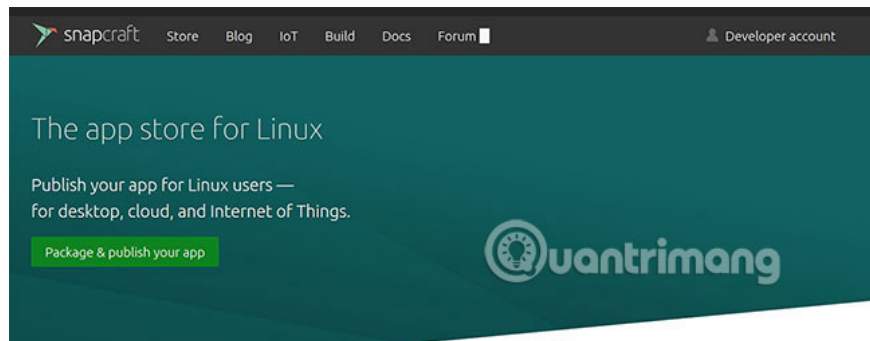 snapcraft Store Blog IoT Build Docs Forum Developer account
The app store for Linux
Publish your app for Linux users —
for desktop, cloud, and Internet of Things.
Package & publish your app
Quantrimang